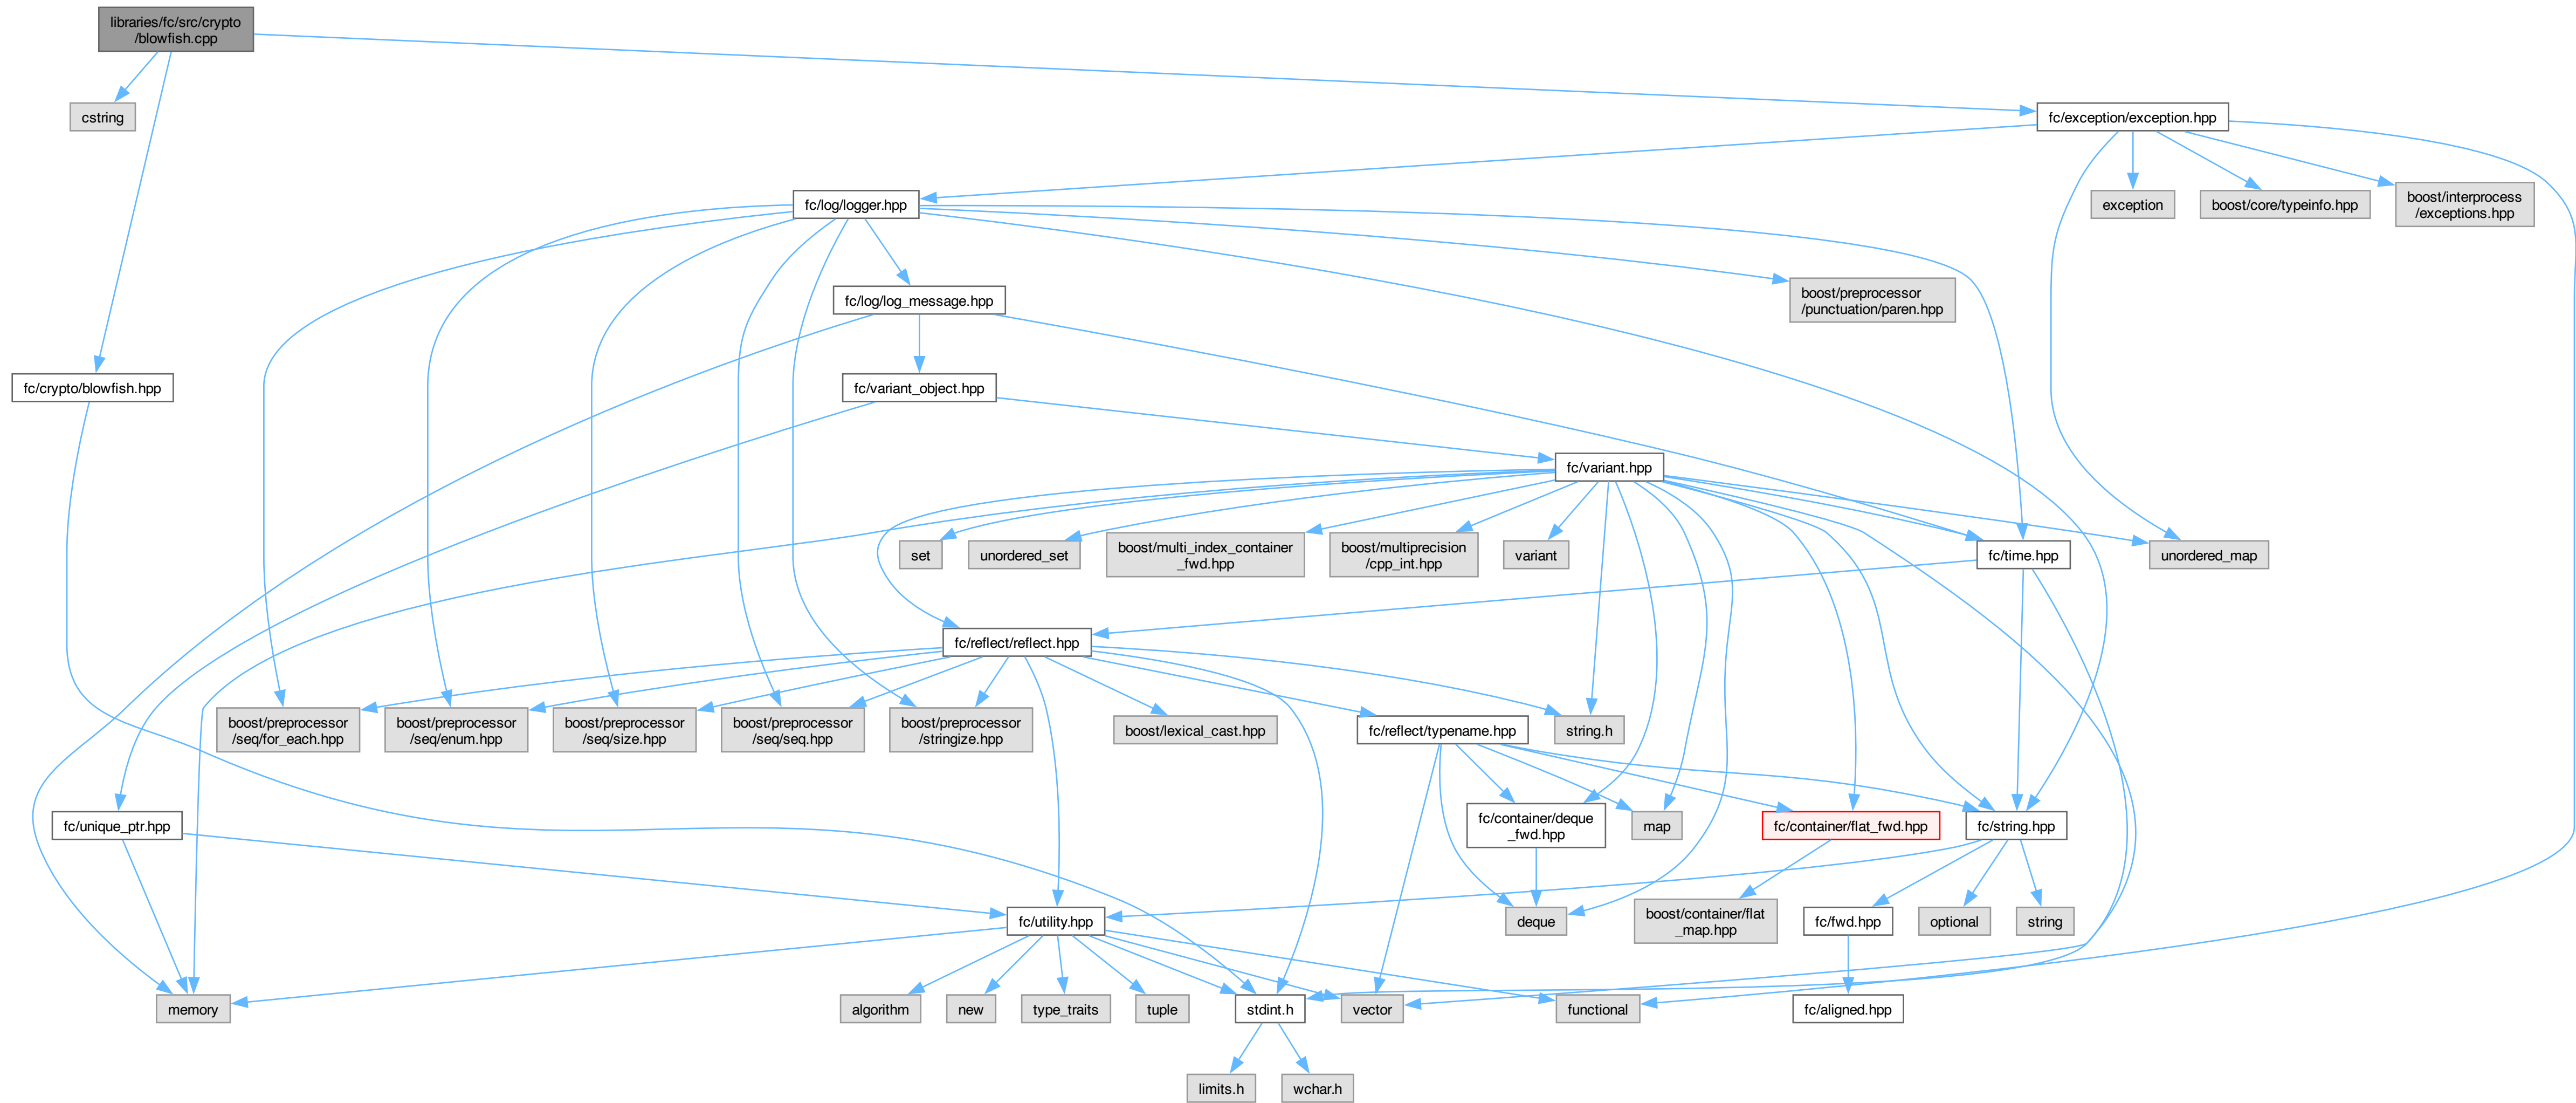 libraries/fc/src/crypto
/blowfish.cpp
cstring
fc/exception/exception.hpp
fc/log/logger.hpp
exception
boost/core/typeinfo.hpp
boost/interprocess
/exceptions.hpp
fc/log/log_message.hpp
boost/preprocessor
/punctuation/paren.hpp
fc/crypto/blowfish.hpp
fc/variant_object.hpp
fc/variant.hpp
set
unordered_set
boost/multi_index_container
_fwd.hpp
boost/multiprecision
/cpp_int.hpp
variant
fc/time.hpp
unordered_map
fc/reflect/reflect.hpp
boost/preprocessor
/seq/for_each.hpp
boost/preprocessor
/seq/enum.hpp
boost/preprocessor
/seq/size.hpp
boost/preprocessor
/seq/seq.hpp
boost/preprocessor
/stringize.hpp
boost/lexical_cast.hpp
fc/reflect/typename.hpp
string.h
fc/unique_ptr.hpp
fc/container/deque
_fwd.hpp
map
fc/container/flat_fwd.hpp
fc/string.hpp
fc/utility.hpp
deque
boost/container/flat
_map.hpp
fc/fwd.hpp
optional
string
memory
algorithm
new
type_traits
tuple
stdint.h
vector
functional
fc/aligned.hpp
limits.h
wchar.h